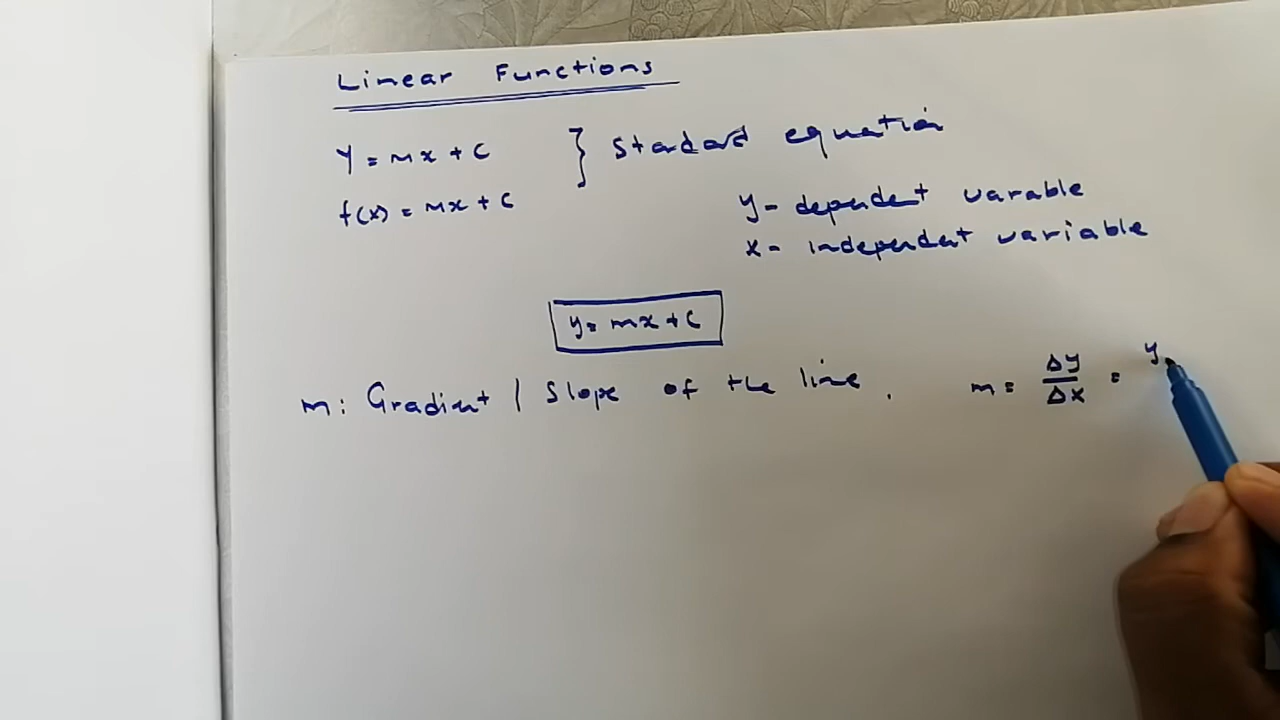 Linear Functions
Y = mx + c } Standard equation
f(x) = mx + c
y - dependent varable
x - independent variable
y = mx + c
m: Gradient / Slope of the line. m = Δy/Δx = y